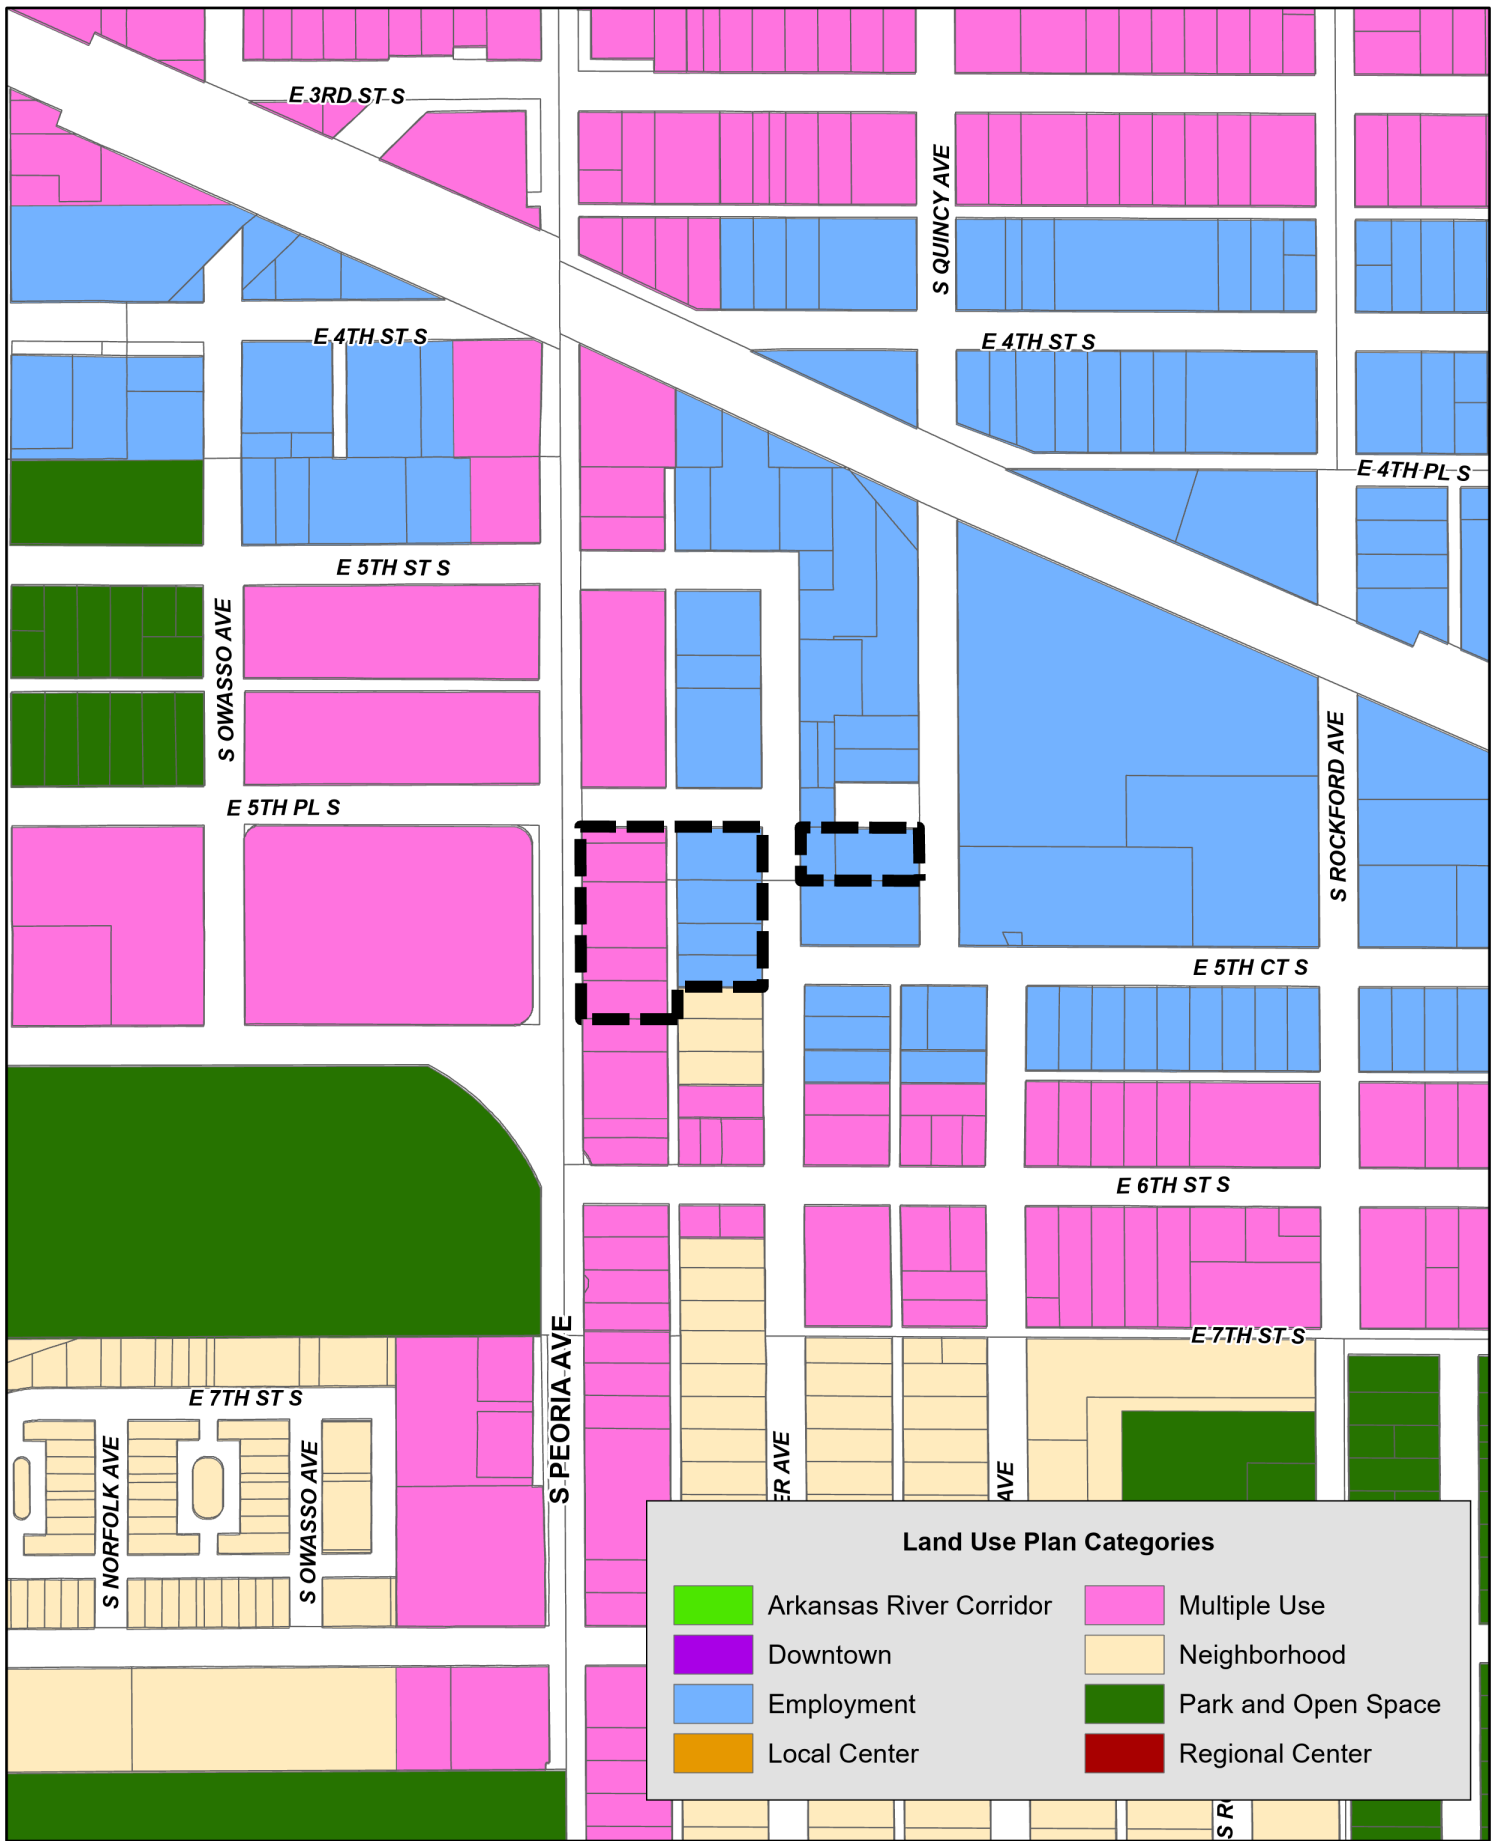 E 3RD ST S
S QUINCY AVE
E 4TH ST S
E 4TH ST S
E 4TH PL S
E 5TH ST S
S OWASSO AVE
S ROCKFORD AVE
E 5TH PL S
E 5TH CT S
E 6TH ST S
E 7TH ST S
S PEORIA AVE
E 7TH ST S
S NORFOLK AVE
S OWASSO AVE
AVE
AVE
Land Use Plan Categories
Arkansas River Corridor
Multiple Use
Downtown
Neighborhood
Employment
Park and Open Space
Local Center
Regional Center